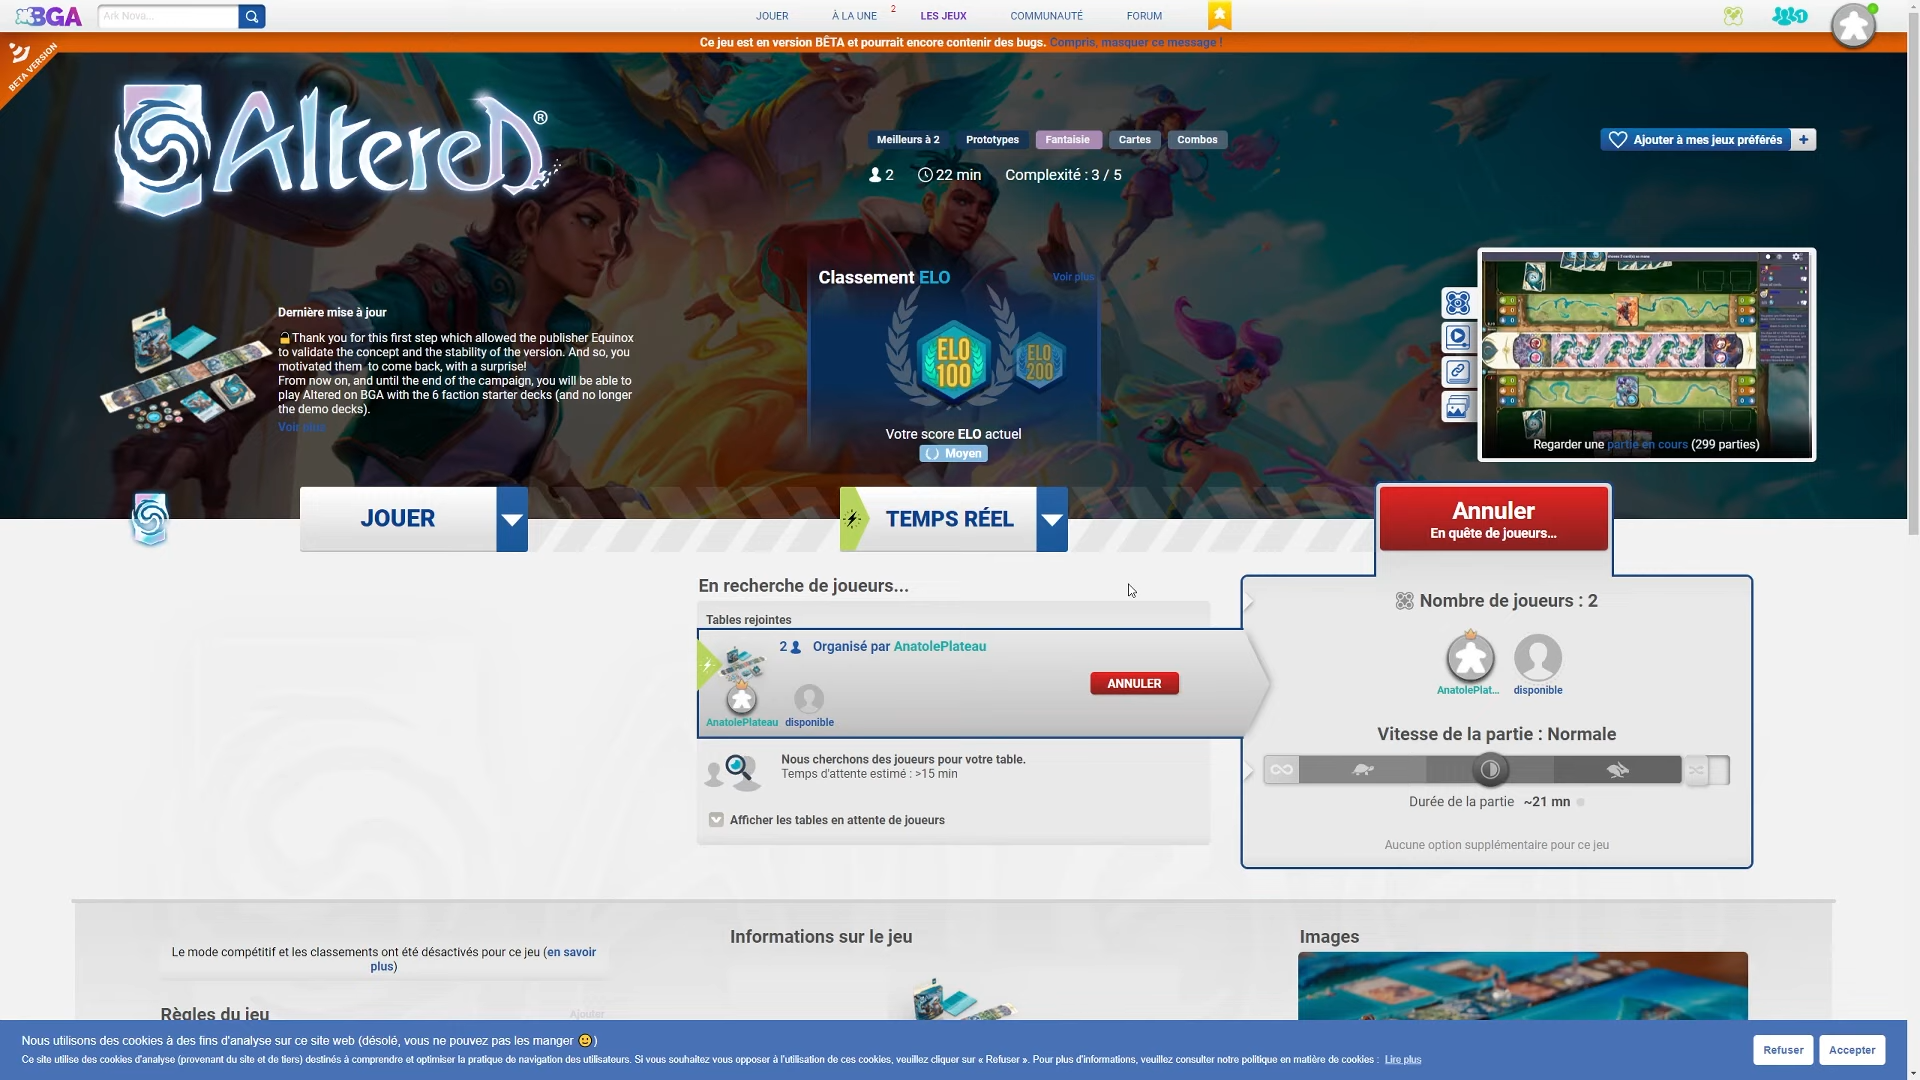 BGA
Ark Nova...
JOUER
À LA UNE
2
LES JEUX
COMMUNAUTÉ
FORUM
1
Ce jeu est en version BÊTA et pourrait encore contenir des bugs. Compris, masquer ce message !
BETA VERSION
AltereD®
Meilleurs à 2
Prototypes
Fantaisie
Cartes
Combos
2
22 min
Complexité : 3 / 5
Ajouter à mes jeux préférés
+
Classement ELO
Voir plus
ELO
100
ELO
200
Votre score ELO actuel
Moyen
Dernière mise à jour
Thank you for this first step which allowed the publisher Equinox
to validate the concept and the stability of the version. And so, you
motivated them to come back, with a surprise!
From now on, and until the end of the campaign, you will be able to
play Altered on BGA with the 6 faction starter decks (and no longer
the demo decks).
Voir plus
Regarder une partie en cours (299 parties)
JOUER
TEMPS RÉEL
Annuler
En quête de joueurs...
En recherche de joueurs...
Tables rejointes
2
Organisé par AnatolePlateau
ANNULER
AnatolePlateau
disponible
Nous cherchons des joueurs pour votre table.
Temps d'attente estimé : >15 min
Afficher les tables en attente de joueurs
Nombre de joueurs : 2
AnatolePlat...
disponible
Vitesse de la partie : Normale
Durée de la partie ~21 mn
Aucune option supplémentaire pour ce jeu
Le mode compétitif et les classements ont été désactivés pour ce jeu (en savoir
plus)
Règles du jeu
Ajouter
Informations sur le jeu
Images
Nous utilisons des cookies à des fins d'analyse sur ce site web (désolé, vous ne pouvez pas les manger 🙂)
Ce site utilise des cookies d'analyse (provenant du site et de tiers) destinés à comprendre et optimiser la pratique de navigation des utilisateurs. Si vous souhaitez vous opposer à l'utilisation de ces cookies, veuillez cliquer sur « Refuser ». Pour plus d'informations, veuillez consulter notre politique en matière de cookies : Lire plus
Refuser
Accepter